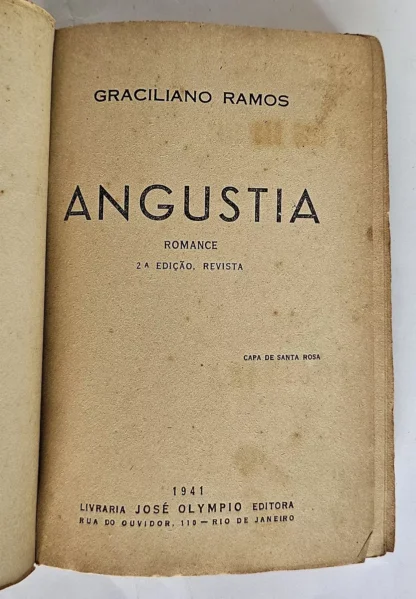 GRACILIANO RAMOS
ANGUSTIA
ROMANCE
2ª EDIÇÃO, REVISTA
CAPA DE SANTA ROSA
1941
LIVRARIA JOSÉ OLYMPIO EDITORA
RUA DO OUVIDOR, 110 — RIO DE JANEIRO